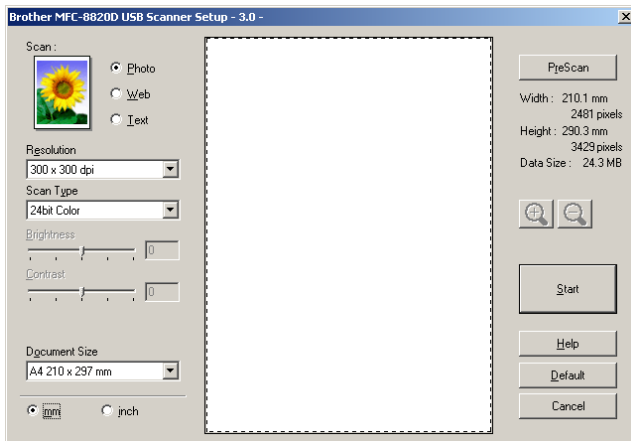 Brother MFC-8820D USB Scanner Setup - 3.0 -
Scan :
Photo
Web
Text
Resolution
300 x 300 dpi
Scan Type
24bit Color
Brightness
0
Contrast
0
Document Size
A4 210 x 297 mm
mm
inch
PreScan
Width : 210.1 mm
2481 pixels
Height : 290.3 mm
3429 pixels
Data Size : 24.3 MB
Start
Help
Default
Cancel